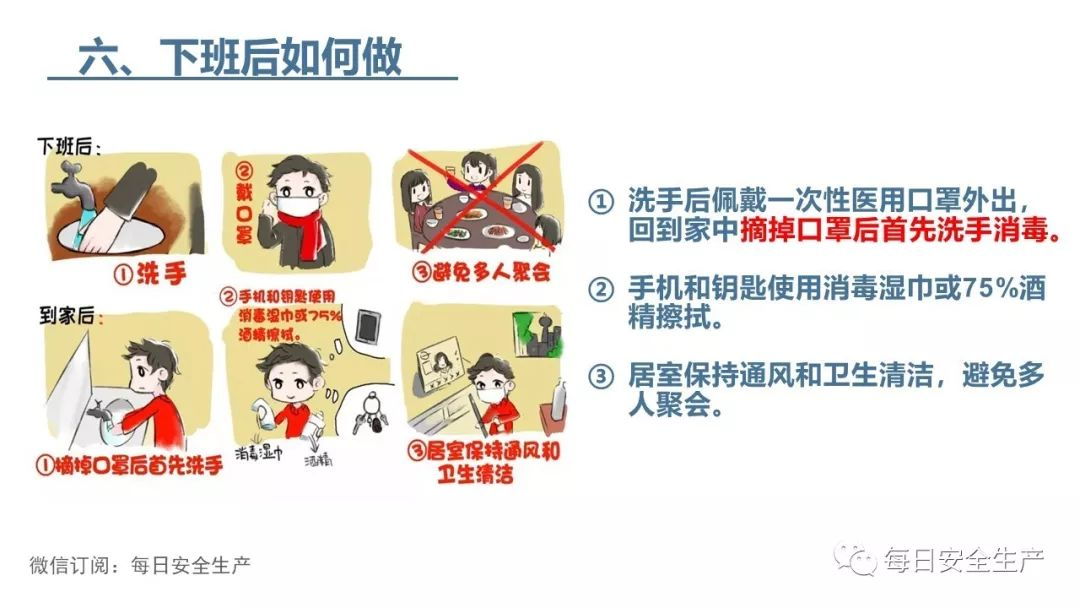 六、下班后如何做
下班后：
①洗手
②戴口罩
③避免多人聚会
到家后：
①摘掉口罩后首先洗手
②手机和钥匙使用
消毒湿巾或75%
酒精擦拭。
消毒湿巾
酒精
③居室保持通风和
卫生清洁
① 洗手后佩戴一次性医用口罩外出，
回到家中摘掉口罩后首先洗手消毒。
② 手机和钥匙使用消毒湿巾或75%酒
精擦拭。
③ 居室保持通风和卫生清洁，避免多
人聚会。
微信订阅：每日安全生产
每日安全生产